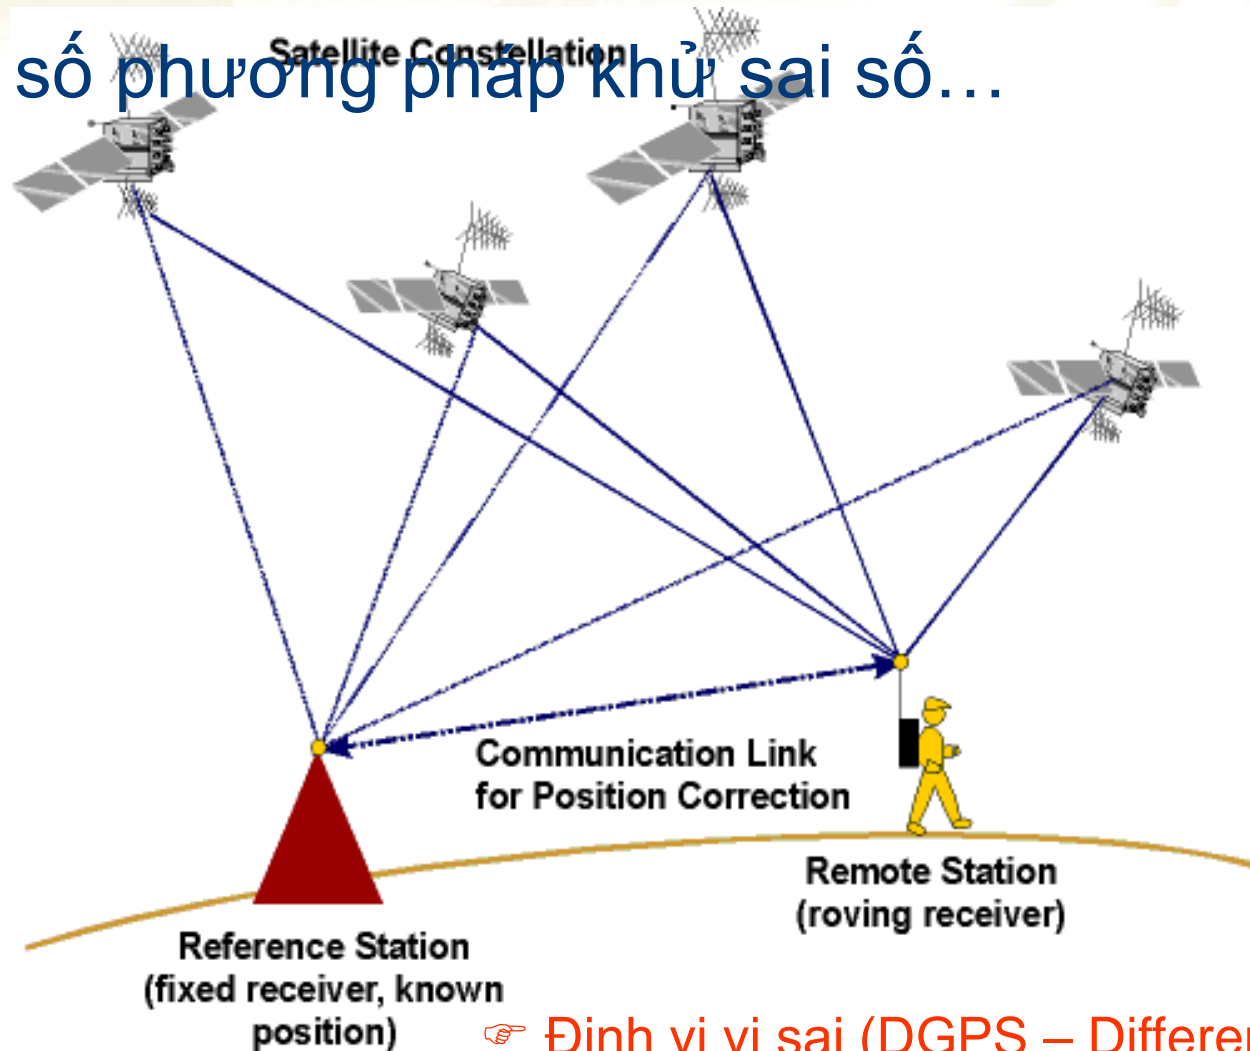 số phương pháp khử sai số…
Satellite Constellation
Communication Link
for Position Correction
Remote Station
(roving receiver)
Reference Station
(fixed receiver, known
position)
☞ Định vị vi sai (DGPS – Differen